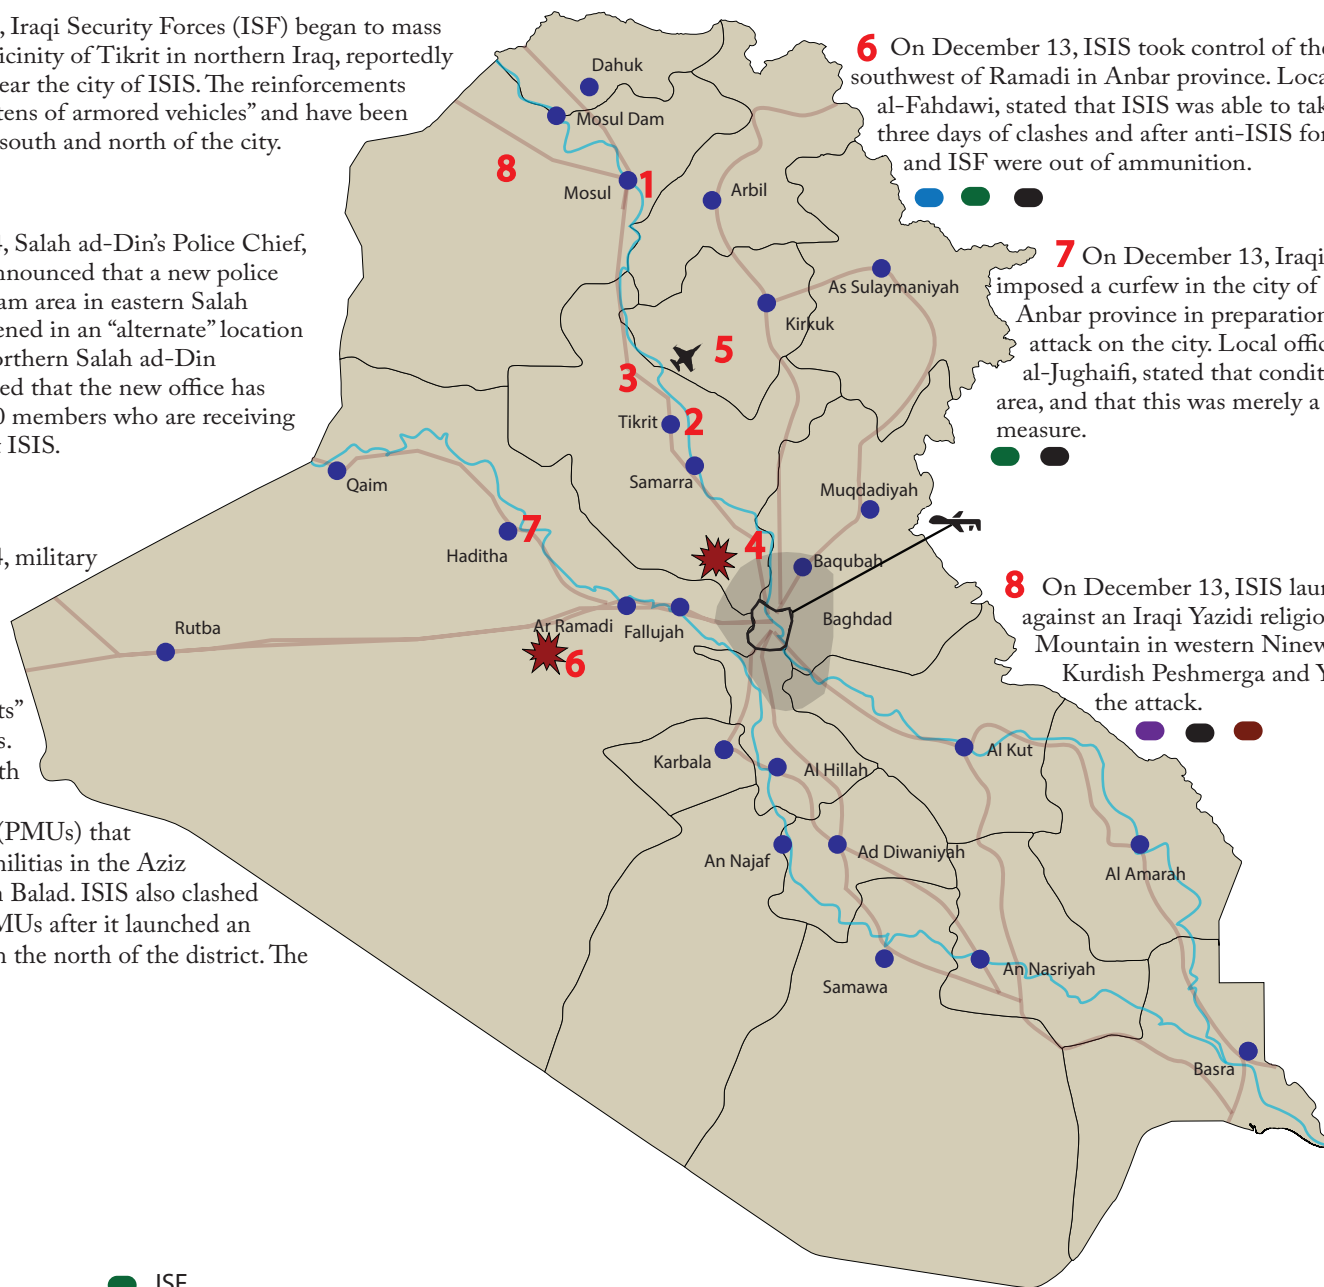 , Iraqi Security Forces (ISF) began to mass
icinity of Tikrit in northern Iraq, reportedly
ear the city of ISIS. The reinforcements
tens of armored vehicles” and have been
south and north of the city.
4, Salah ad-Din’s Police Chief,
nnounced that a new police
am area in eastern Salah
ened in an “alternate” location
orthern Salah ad-Din
ed that the new office has
0 members who are receiving
t ISIS.
4, military
ts”
s.
th
(PMUs) that
militias in the Aziz
n Balad. ISIS also clashed
MUs after it launched an
n the north of the district. The
ISF
6 On December 13, ISIS took control of the
southwest of Ramadi in Anbar province. Loca
al-Fahdawi, stated that ISIS was able to tak
three days of clashes and after anti-ISIS for
and ISF were out of ammunition.
7 On December 13, Iraqi
imposed a curfew in the city of
Anbar province in preparation
attack on the city. Local offic
al-Jughaifi, stated that condit
area, and that this was merely a
measure.
8 On December 13, ISIS laun
against an Iraqi Yazidi religio
Mountain in western Ninew
Kurdish Peshmerga and Y
the attack.
Dahuk
Mosul Dam
8
Mosul
1
Arbil
As Sulaymaniyah
Kirkuk
5
3
Tikrit
2
Samarra
Qaim
Muqdadiyah
7
Haditha
4
Baqubah
Rutba
Ar Ramadi
Fallujah
Baghdad
6
Karbala
Al Hillah
Al Kut
An Najaf
Ad Diwaniyah
Al Amarah
Samawa
An Nasriyah
Basra